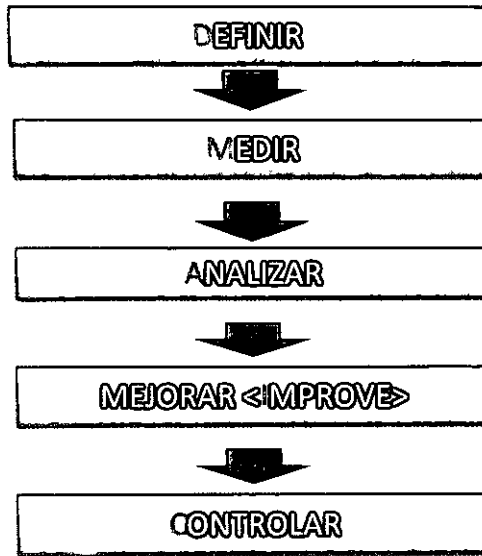 DEFINIR
MEDIR
ANALIZAR
MEJORAR <IMPROVE>
CONTROLAR